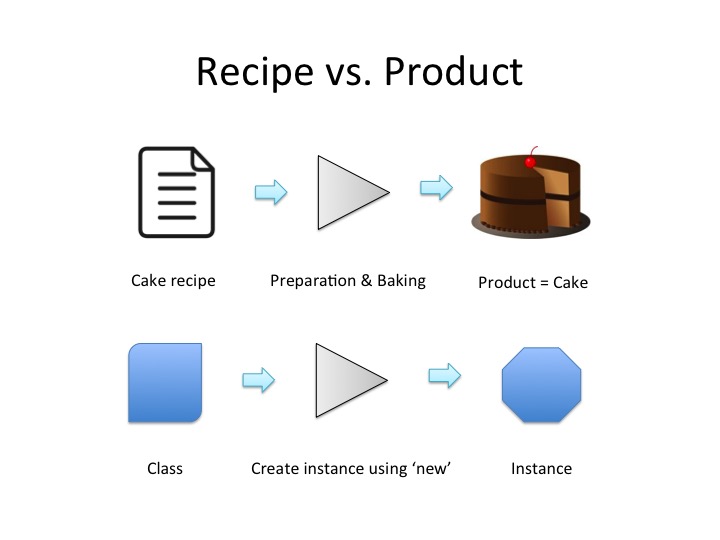 Recipe vs. Product
Cake recipe
Preparation & Baking
Product = Cake
Class
Create instance using ‘new’
Instance